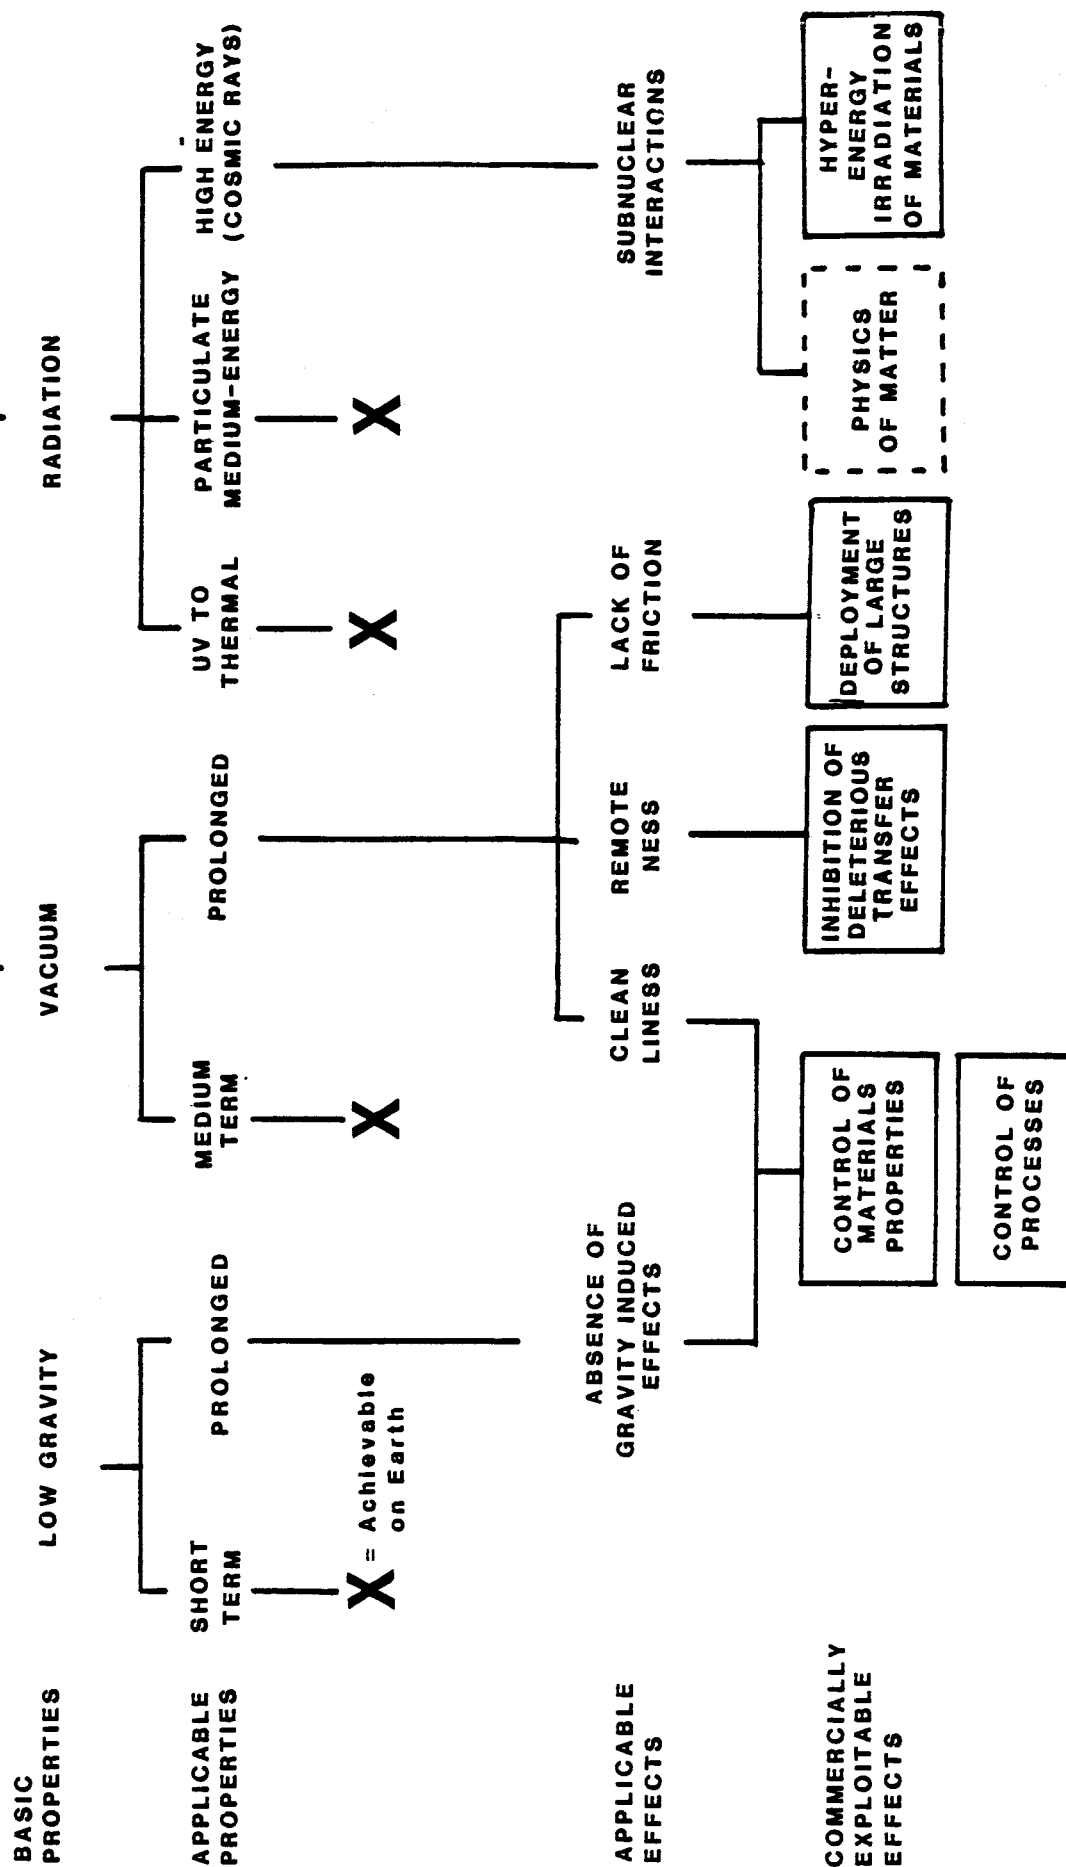 BASIC
PROPERTIES
LOW GRAVITY
VACUUM
RADIATION
APPLICABLE
PROPERTIES
SHORT
TERM
PROLONGED
MEDIUM
TERM
PROLONGED
UV TO
THERMAL
PARTICULATE
MEDIUM-ENERGY
HIGH ENERGY
(COSMIC RAYS)
X = Achievable
on Earth
X
X
X
APPLICABLE
EFFECTS
ABSENCE OF
GRAVITY INDUCED
EFFECTS
CLEAN
LINESS
REMOTE
NESS
LACK OF
FRICTION
SUBNUCLEAR
INTERACTIONS
COMMERCIALLY
EXPLOITABLE
EFFECTS
CONTROL OF
MATERIALS
PROPERTIES
CONTROL OF
PROCESSES
INHIBITION OF
DELETERIOUS
TRANSFER
EFFECTS
DEPLOYMENT
OF LARGE
STRUCTURES
PHYSICS
OF MATTER
HYPER-
ENERGY
IRRADIATION
OF MATERIALS